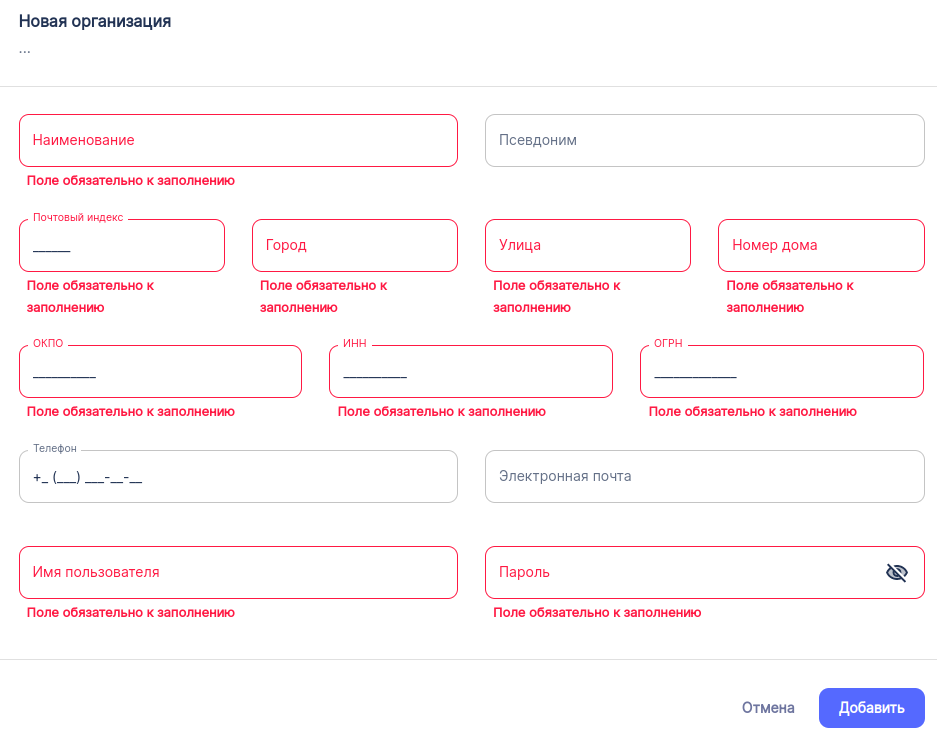 Новая организация
...
Наименование
Псевдоним
Поле обязательно к заполнению
Почтовый индекс
______
Город
Улица
Номер дома
Поле обязательно к
заполнению
Поле обязательно к
заполнению
Поле обязательно к
заполнению
Поле обязательно к
заполнению
ОКПО
__________
ИНН
__________
ОГРН
_____________
Поле обязательно к заполнению
Поле обязательно к заполнению
Поле обязательно к заполнению
Телефон
+_ (___) ___-__-__
Электронная почта
Имя пользователя
Пароль
Поле обязательно к заполнению
Поле обязательно к заполнению
Отмена
Добавить